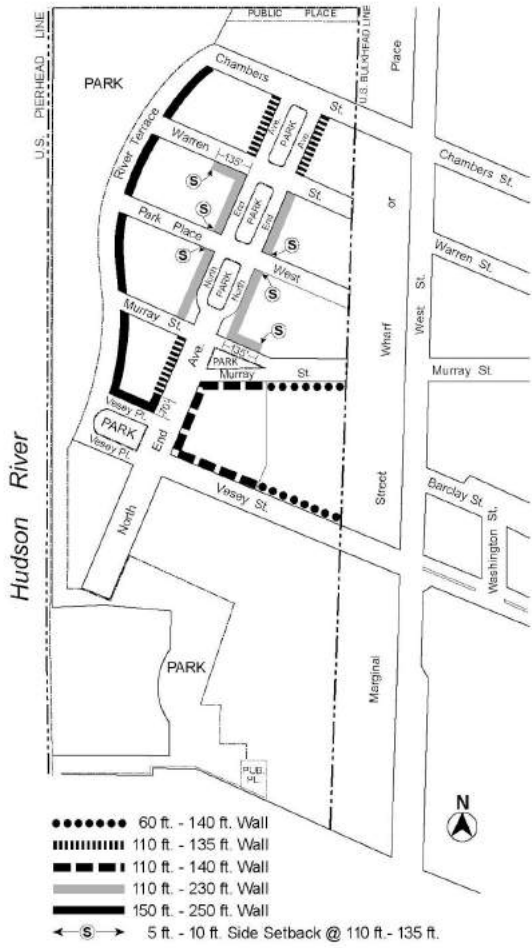 PUBLIC PLACE
U.S. PIERHEAD LINE
U.S. BULKHEAD LINE
Place
PARK
Chambers
St.
Ave.
PARK
Ave.
Chambers St.
River Terrace
Warren
135'
St.
or
Warren St.
S
S
End
PARK
End
S
Park Place
S
West
West St.
North
PARK
North
S
S
Wharf
Murray St.
135'
Ave.
PARK
Murray St.
Murray St.
70'
Vesey Pl.
PARK
Vesey Pl.
End
Vesey St.
Street
Barclay St.
Washington St.
Hudson River
North
PARK
Marginal
PUB.
PL.
N
60 ft. - 140 ft. Wall
110 ft. - 135 ft. Wall
110 ft. - 140 ft. Wall
110 ft. - 230 ft. Wall
150 ft. - 250 ft. Wall
S 5 ft. - 10 ft. Side Setback @ 110 ft.- 135 ft.